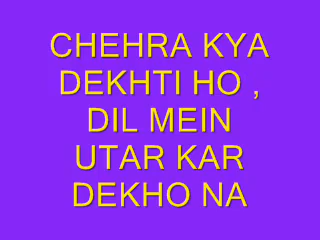 CHEHRA KYA
DEKHTI HO ,
DIL MEIN
UTAR KAR
DEKHO NA